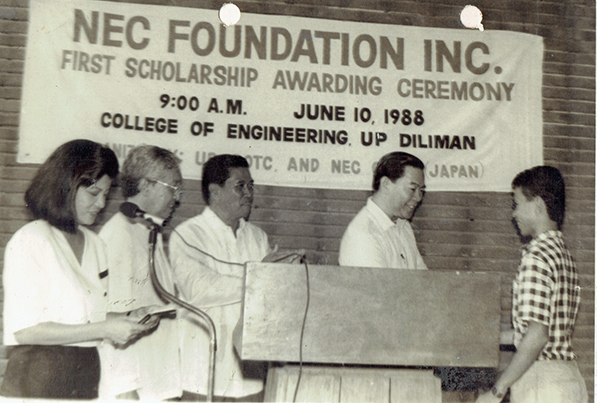 NEC FOUNDATION INC.
FIRST SCHOLARSHIP AWARDING CEREMONY
9:00 A.M. JUNE 10, 1988
COLLEGE OF ENGINEERING, UP DILIMAN
AND NEC JAPAN)